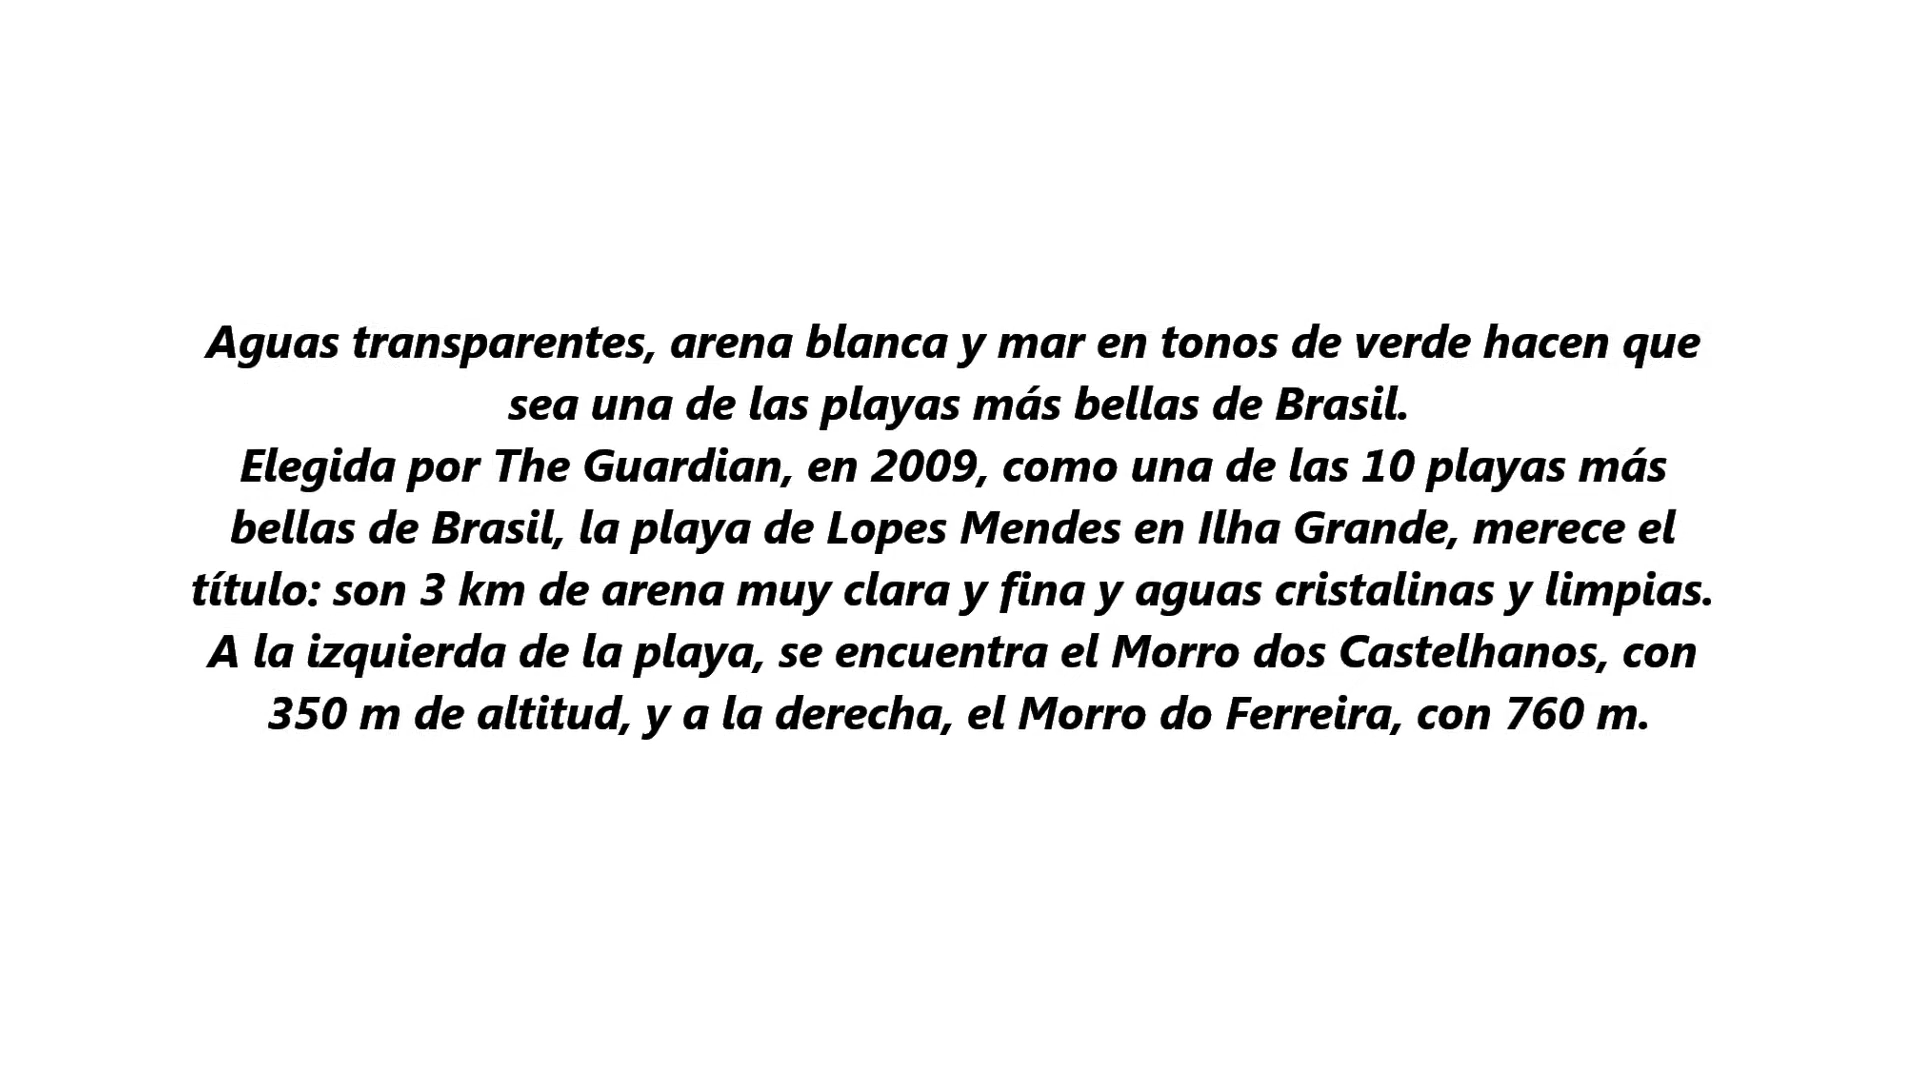 Aguas transparentes, arena blanca y mar en tonos de verde hacen que
sea una de las playas más bellas de Brasil.
Elegida por The Guardian, en 2009, como una de las 10 playas más
bellas de Brasil, la playa de Lopes Mendes en Ilha Grande, merece el
título: son 3 km de arena muy clara y fina y aguas cristalinas y limpias.
A la izquierda de la playa, se encuentra el Morro dos Castelhanos, con
350 m de altitud, y a la derecha, el Morro do Ferreira, con 760 m.